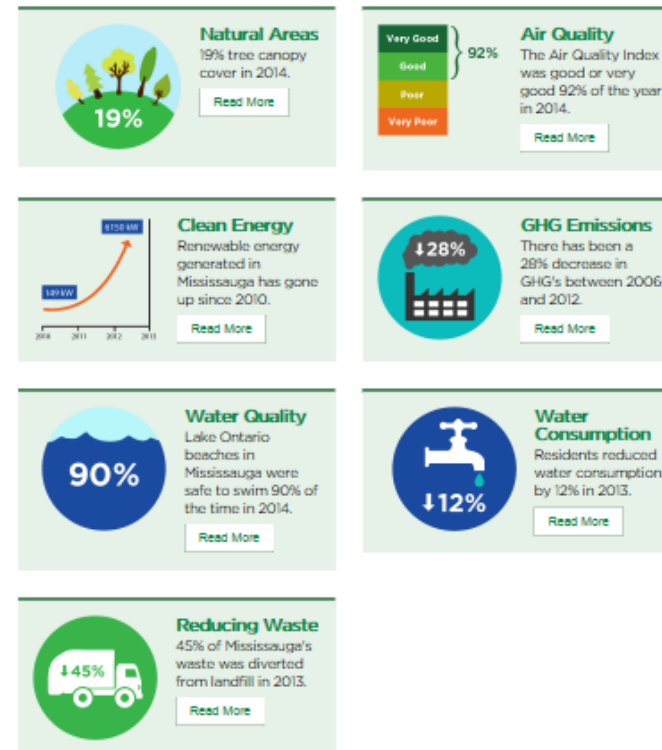 19%
Natural Areas
19% tree canopy
cover in 2014.
Read More
Very Good
Good
Poor
Very Poor
92%
Air Quality
The Air Quality Index
was good or very
good 92% of the year
in 2014.
Read More
6150 kW
149 kW
2010 2011 2012 2013
Clean Energy
Renewable energy
generated in
Mississauga has gone
up since 2010.
Read More
↓28%
GHG Emissions
There has been a
28% decrease in
GHG's between 2006
and 2012.
Read More
90%
Water Quality
Lake Ontario
beaches in
Mississauga were
safe to swim 90% of
the time in 2014.
Read More
↓12%
Water
Consumption
Residents reduced
water consumption
by 12% in 2013.
Read More
↓45%
Reducing Waste
45% of Mississauga's
waste was diverted
from landfill in 2013.
Read More